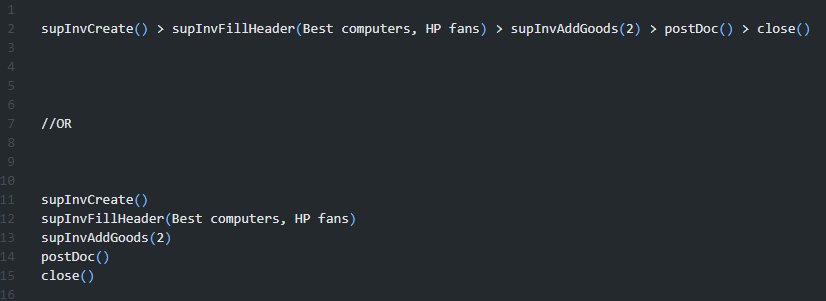 1
2 supInvCreate() > supInvFillHeader(Best computers, HP fans) > supInvAddGoods(2) > postDoc() > close()
3
4
5
6
7 //OR
8
9
10
11 supInvCreate()
12 supInvFillHeader(Best computers, HP fans)
13 supInvAddGoods(2)
14 postDoc()
15 close()
16